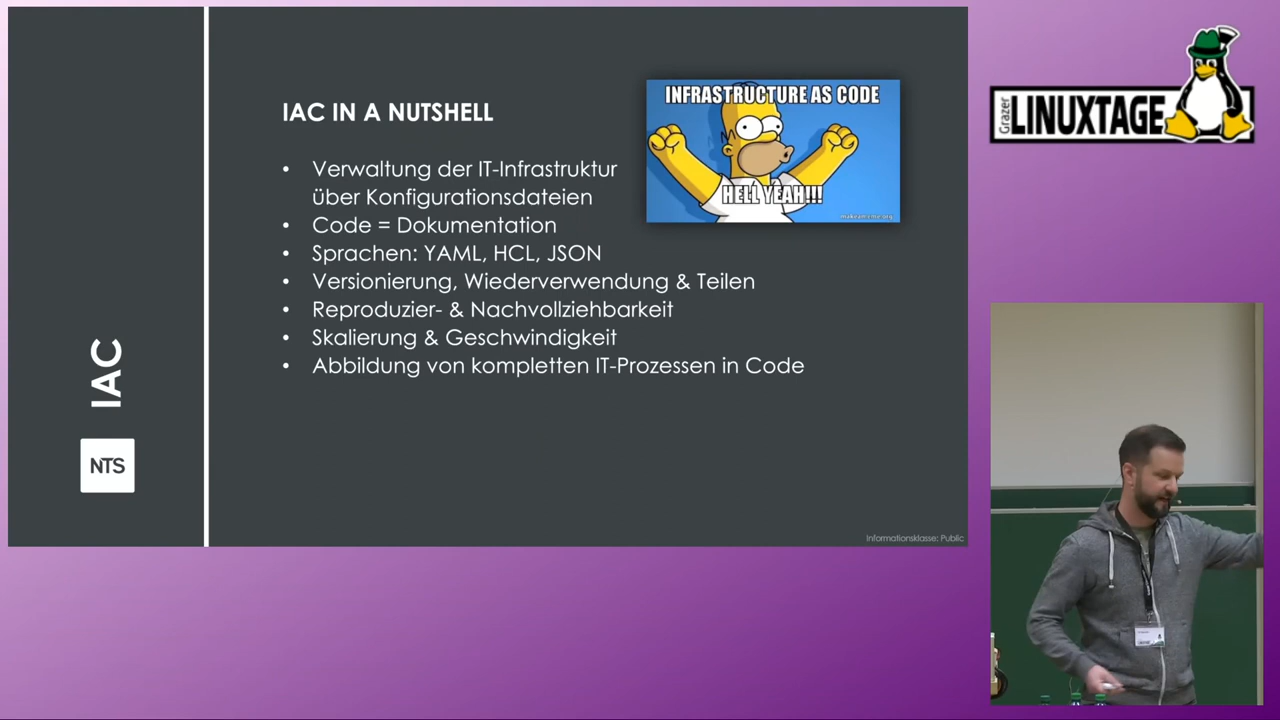 IAC IN A NUTSHELL
• Verwaltung der IT-Infrastruktur
über Konfigurationsdateien
• Code = Dokumentation
• Sprachen: YAML, HCL, JSON
• Versionierung, Wiederverwendung & Teilen
• Reproduzier- & Nachvollziehbarkeit
• Skalierung & Geschwindigkeit
• Abbildung von kompletten IT-Prozessen in Code
INFRASTRUCTURE AS CODE
HELL YEAH!!!
makeameme.org
IAC
NTS
Informationsklasse: Public
Grazer
LINUXTAGE